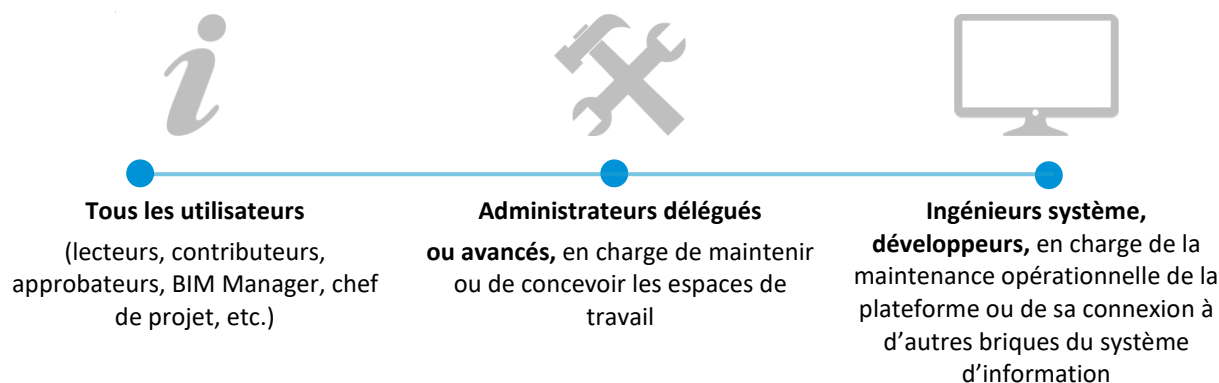 Tous les utilisateurs
(lecteurs, contributeurs,
approbateurs, BIM Manager, chef
de projet, etc.)
Administrateurs délégués
ou avancés, en charge de maintenir
ou de concevoir les espaces de
travail
Ingénieurs système,
développeurs, en charge de la
maintenance opérationnelle de la
plateforme ou de sa connexion à
d’autres briques du système
d’information